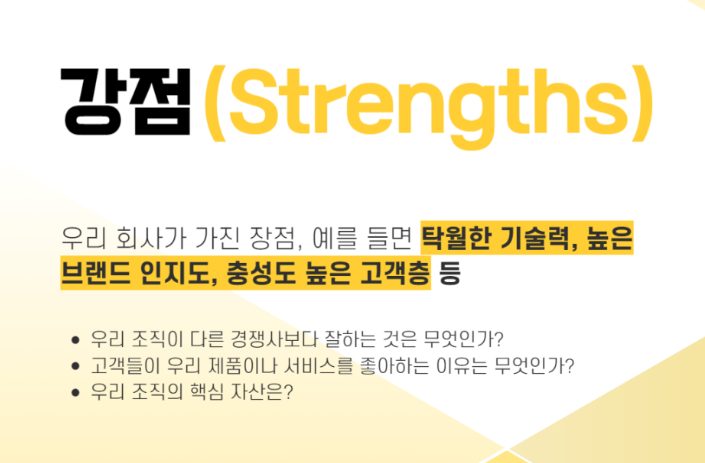 강점(Strengths)
우리 회사가 가진 장점, 예를 들면 탁월한 기술력, 높은
브랜드 인지도, 충성도 높은 고객층 등
• 우리 조직이 다른 경쟁사보다 잘하는 것은 무엇인가?
• 고객들이 우리 제품이나 서비스를 좋아하는 이유는 무엇인가?
• 우리 조직의 핵심 자산은?